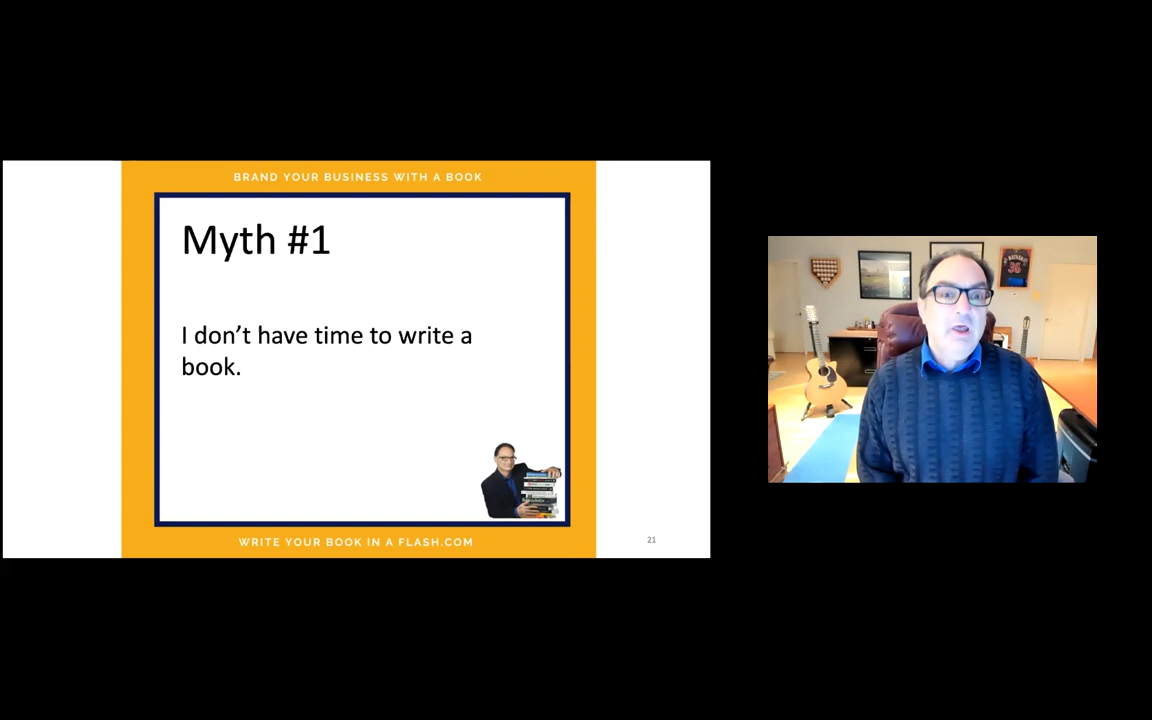 BRAND YOUR BUSINESS WITH A BOOK
Myth #1
I don't have time to write a
book.
WRITE YOUR BOOK IN A FLASH.COM
21
36